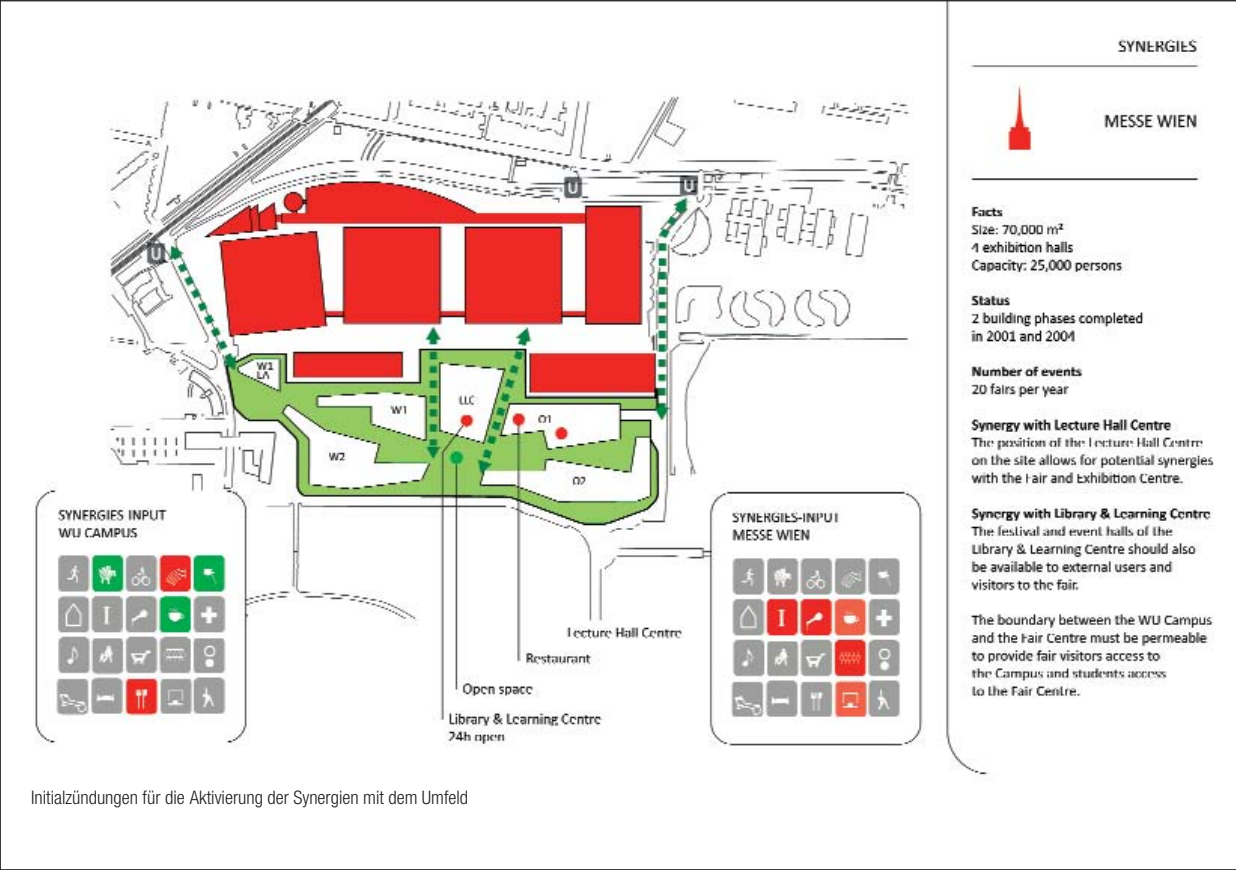 SYNERGIES
MESSE WIEN
Facts
Size: 70,000 m²
4 exhibition halls
Capacity: 25,000 persons
Status
2 building phases completed
in 2001 and 2004
Number of events
20 fairs per year
Synergy with Lecture Hall Centre
The position of the Lecture Hall Centre
on the site allows for potential synergies
with the Fair and Exhibition Centre.
Synergy with Library & Learning Centre
The festival and event halls of the
Library & Learning Centre should also
be available to external users and
visitors to the fair.
The boundary between the WU Campus
and the Fair Centre must be permeable
to provide fair visitors access to
the Campus and students access
to the Fair Centre.
U
U
U
W1
LA
W1
LLC
O1
W2
O2
SYNERGIES INPUT
WU CAMPUS
SYNERGIES-INPUT
MESSE WIEN
Lecture Hall Centre
Restaurant
Open space
Library & Learning Centre
24h open
Initialzündungen für die Aktivierung der Synergien mit dem Umfeld